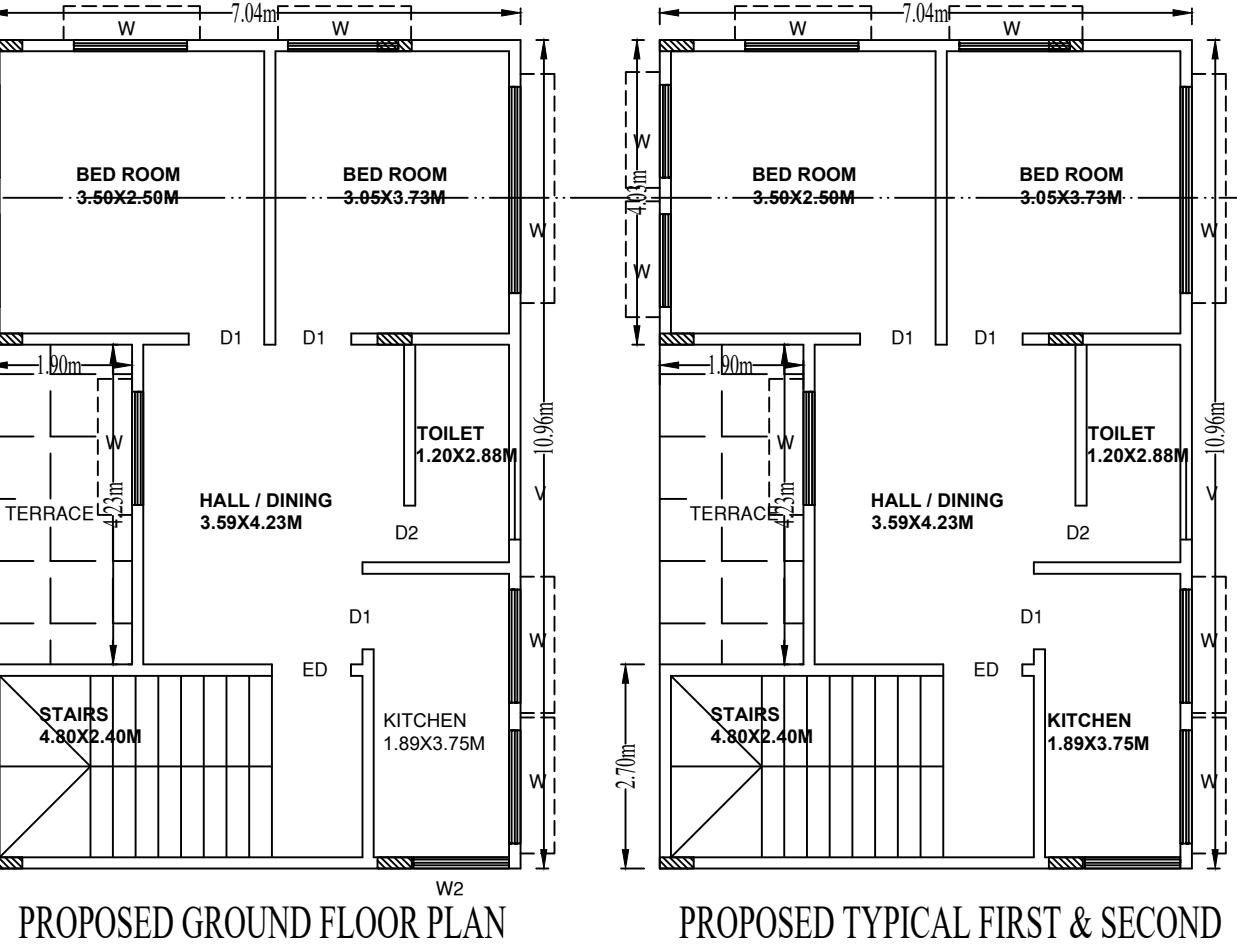 7.04m
W
W
BED ROOM
3.50X2.50M
BED ROOM
3.05X3.73M
W
D1
D1
1.90m
W
4.23m
TERRACE
HALL / DINING
3.59X4.23M
TOILET
1.20X2.88M
10.96m
V
D2
D1
ED
W
STAIRS
4.80X2.40M
KITCHEN
1.89X3.75M
W
W2
PROPOSED GROUND FLOOR PLAN
7.04m
W
W
W
4.03m
W
BED ROOM
3.50X2.50M
BED ROOM
3.05X3.73M
W
D1
D1
1.90m
W
4.23m
TERRACE
HALL / DINING
3.59X4.23M
TOILET
1.20X2.88M
10.96m
V
D2
D1
ED
W
STAIRS
4.80X2.40M
2.70m
KITCHEN
1.89X3.75M
W
PROPOSED TYPICAL FIRST & SECOND